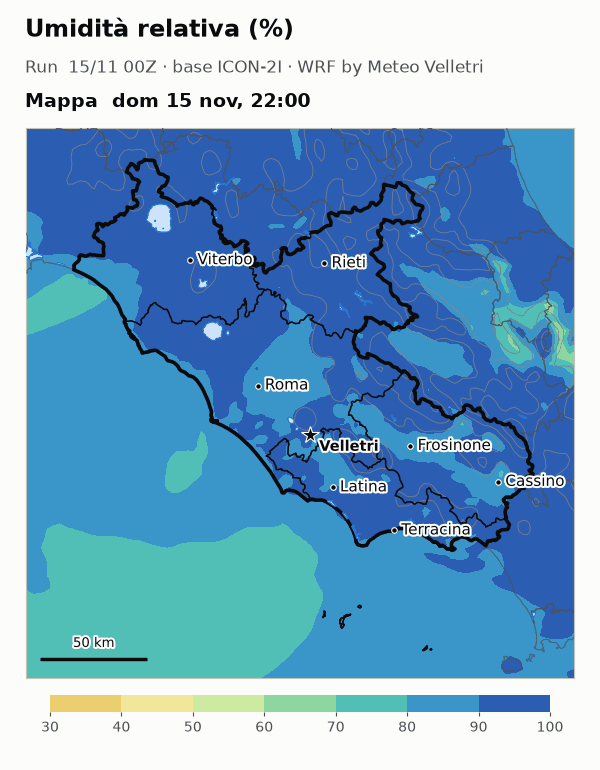 Umidità relativa (%)
Run  15/11 00Z · base ICON-2I · WRF by Meteo Velletri
Mappa  dom 15 nov, 22:00
Viterbo
Rieti
Roma
Velletri
Frosinone
Cassino
Latina
Terracina
50 km
30 40 50 60 70 80 90 100